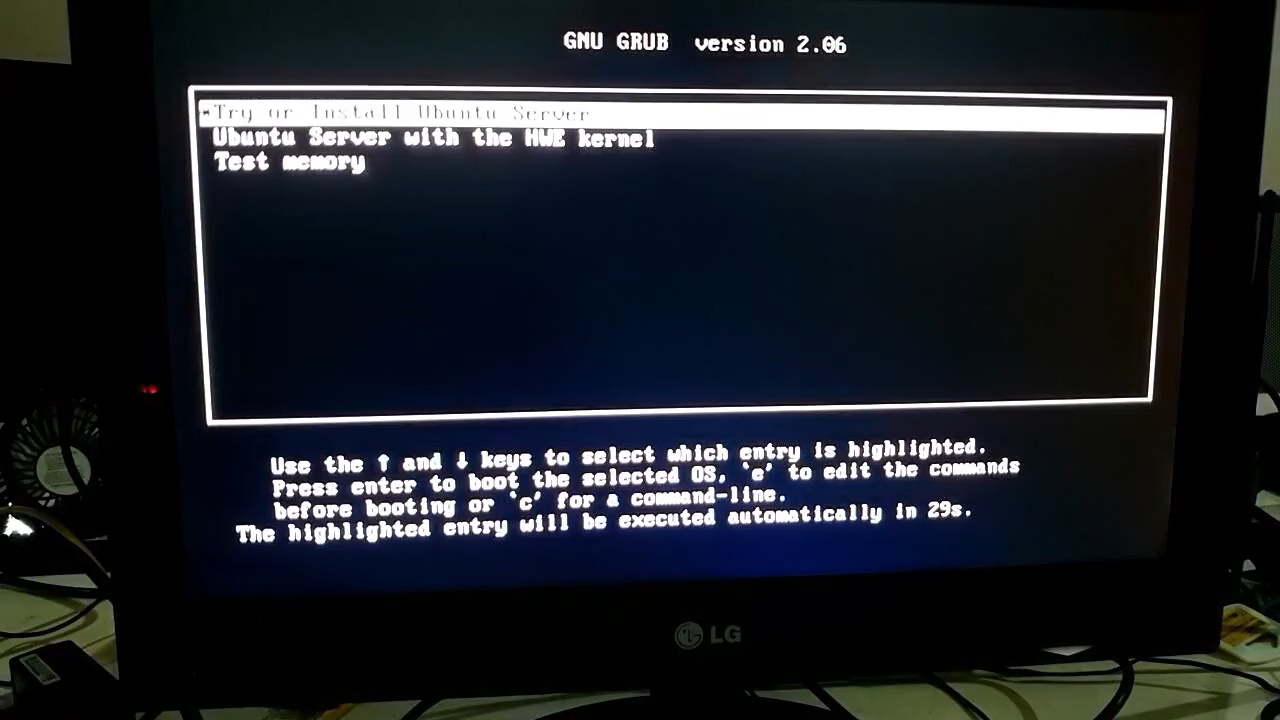 GNU GRUB version 2.06
*Try or Install Ubuntu Server
Ubuntu Server with the HWE kernel
Test memory
Use the ↑ and ↓ keys to select which entry is highlighted.
Press enter to boot the selected OS, `e' to edit the commands
before booting or `c' for a command-line.
The highlighted entry will be executed automatically in 29s.
LG